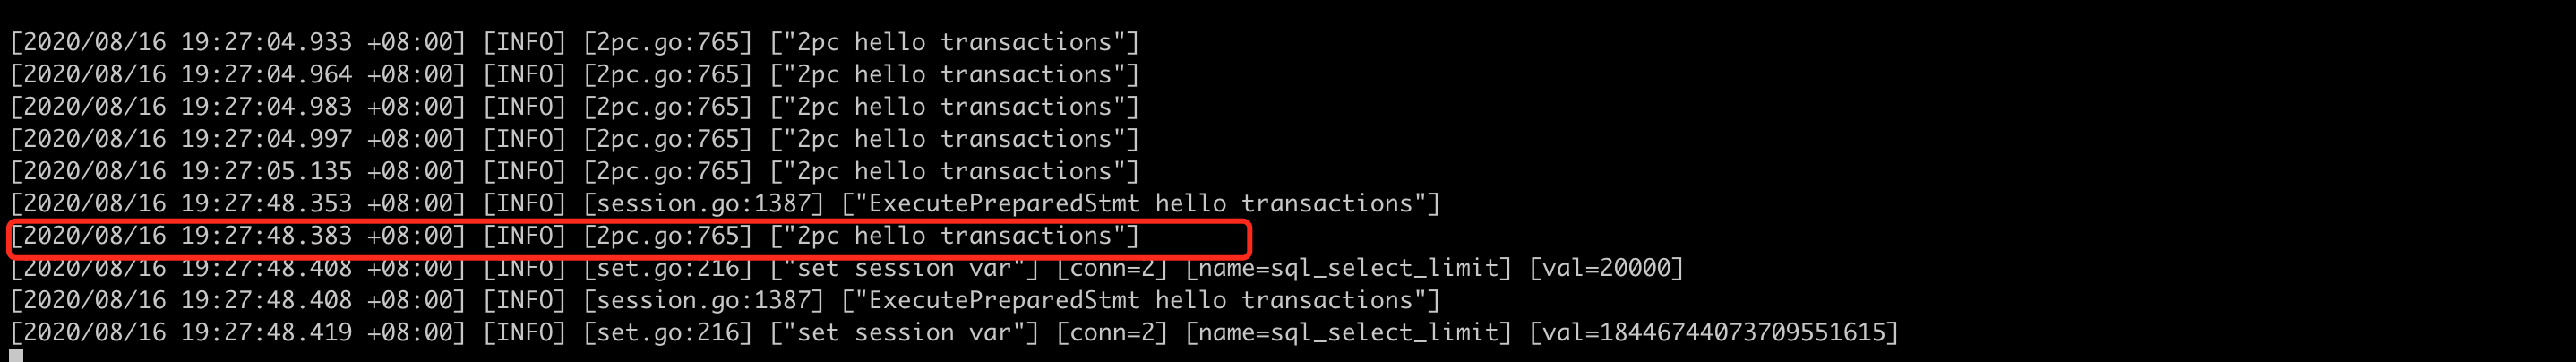 [2020/08/16 19:27:04.933 +08:00] [INFO] [2pc.go:765] ["2pc hello transactions"]
[2020/08/16 19:27:04.964 +08:00] [INFO] [2pc.go:765] ["2pc hello transactions"]
[2020/08/16 19:27:04.983 +08:00] [INFO] [2pc.go:765] ["2pc hello transactions"]
[2020/08/16 19:27:04.997 +08:00] [INFO] [2pc.go:765] ["2pc hello transactions"]
[2020/08/16 19:27:05.135 +08:00] [INFO] [2pc.go:765] ["2pc hello transactions"]
[2020/08/16 19:27:48.353 +08:00] [INFO] [session.go:1387] ["ExecutePreparedStmt hello transactions"]
[2020/08/16 19:27:48.383 +08:00] [INFO] [2pc.go:765] ["2pc hello transactions"]
[2020/08/16 19:27:48.408 +08:00] [INFO] [set.go:216] ["set session var"] [conn=2] [name=sql_select_limit] [val=20000]
[2020/08/16 19:27:48.408 +08:00] [INFO] [session.go:1387] ["ExecutePreparedStmt hello transactions"]
[2020/08/16 19:27:48.419 +08:00] [INFO] [set.go:216] ["set session var"] [conn=2] [name=sql_select_limit] [val=18446744073709551615]